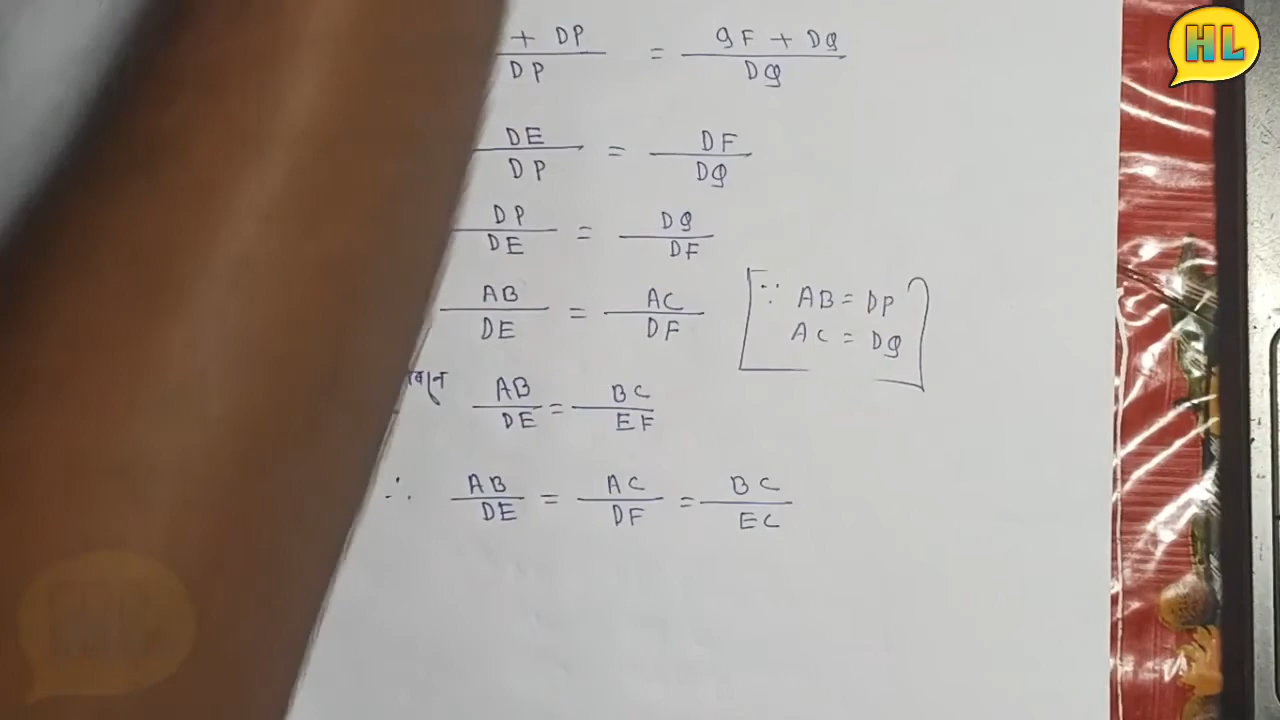 + DP / DP = QF + DQ / DQ
DE / DP = DF / DQ
DP / DE = DQ / DF
AB / DE = AC / DF [∵ AB = DP
AC = DQ]
AB / DE = BC / EF
∴ AB / DE = AC / DF = BC / EC
HL